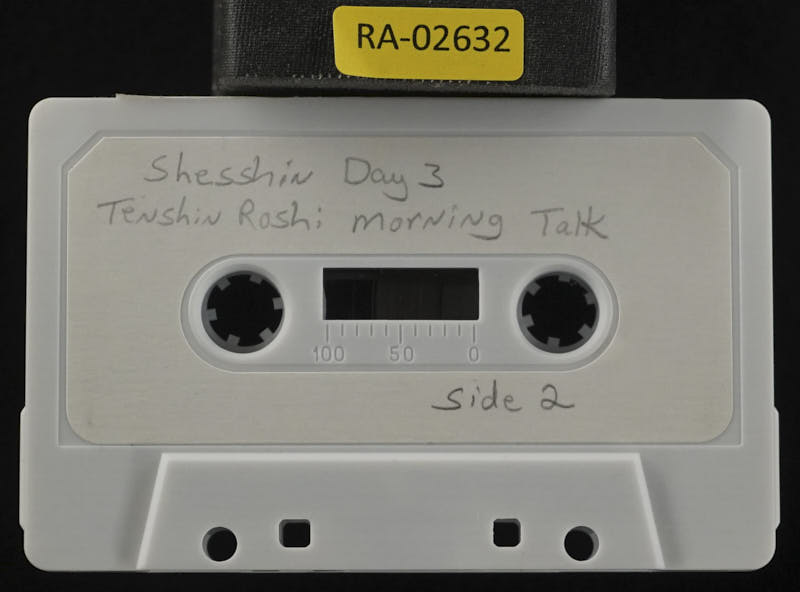 RA-02632
Shesshin Day 3
Tenshin Roshi morning Talk
100 50 0
Side 2